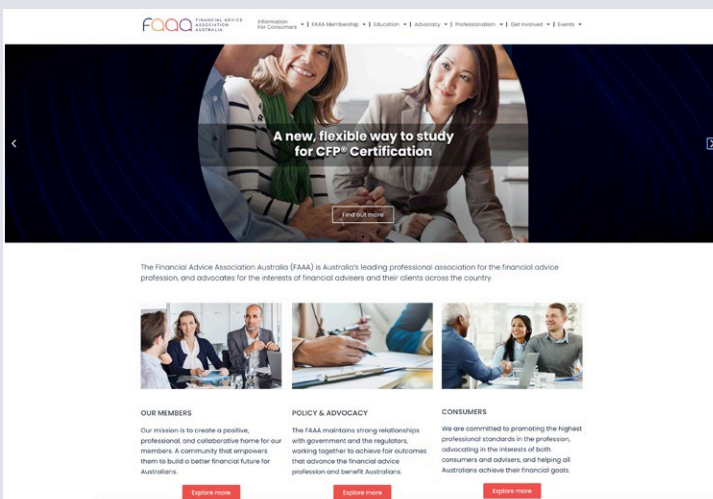 FAAA FINANCIAL ADVICE
ASSOCIATION
AUSTRALIA
Information
For Consumers | FAAA Membership | Education | Advocacy | Professionalism | Get Involved | Events
A new, flexible way to study
for CFP® Certification
Find out more
The Financial Advice Association Australia (FAAA) is Australia's leading professional association for the financial advice
profession, and advocates for the interests of financial advisers and their clients across the country.
OUR MEMBERS
Our mission is to create a positive,
professional, and collaborative home for our
members. A community that empowers
them to build a better financial future for
Australians.
Explore more
POLICY & ADVOCACY
The FAAA maintains strong relationships
with government and the regulators,
working together to achieve fair outcomes
that advance the financial advice
profession and benefit Australians.
Explore more
CONSUMERS
We are committed to promoting the highest
professional standards in the profession,
advocating in the interests of both
consumers and advisers, and helping all
Australians achieve their financial goals.
Explore more